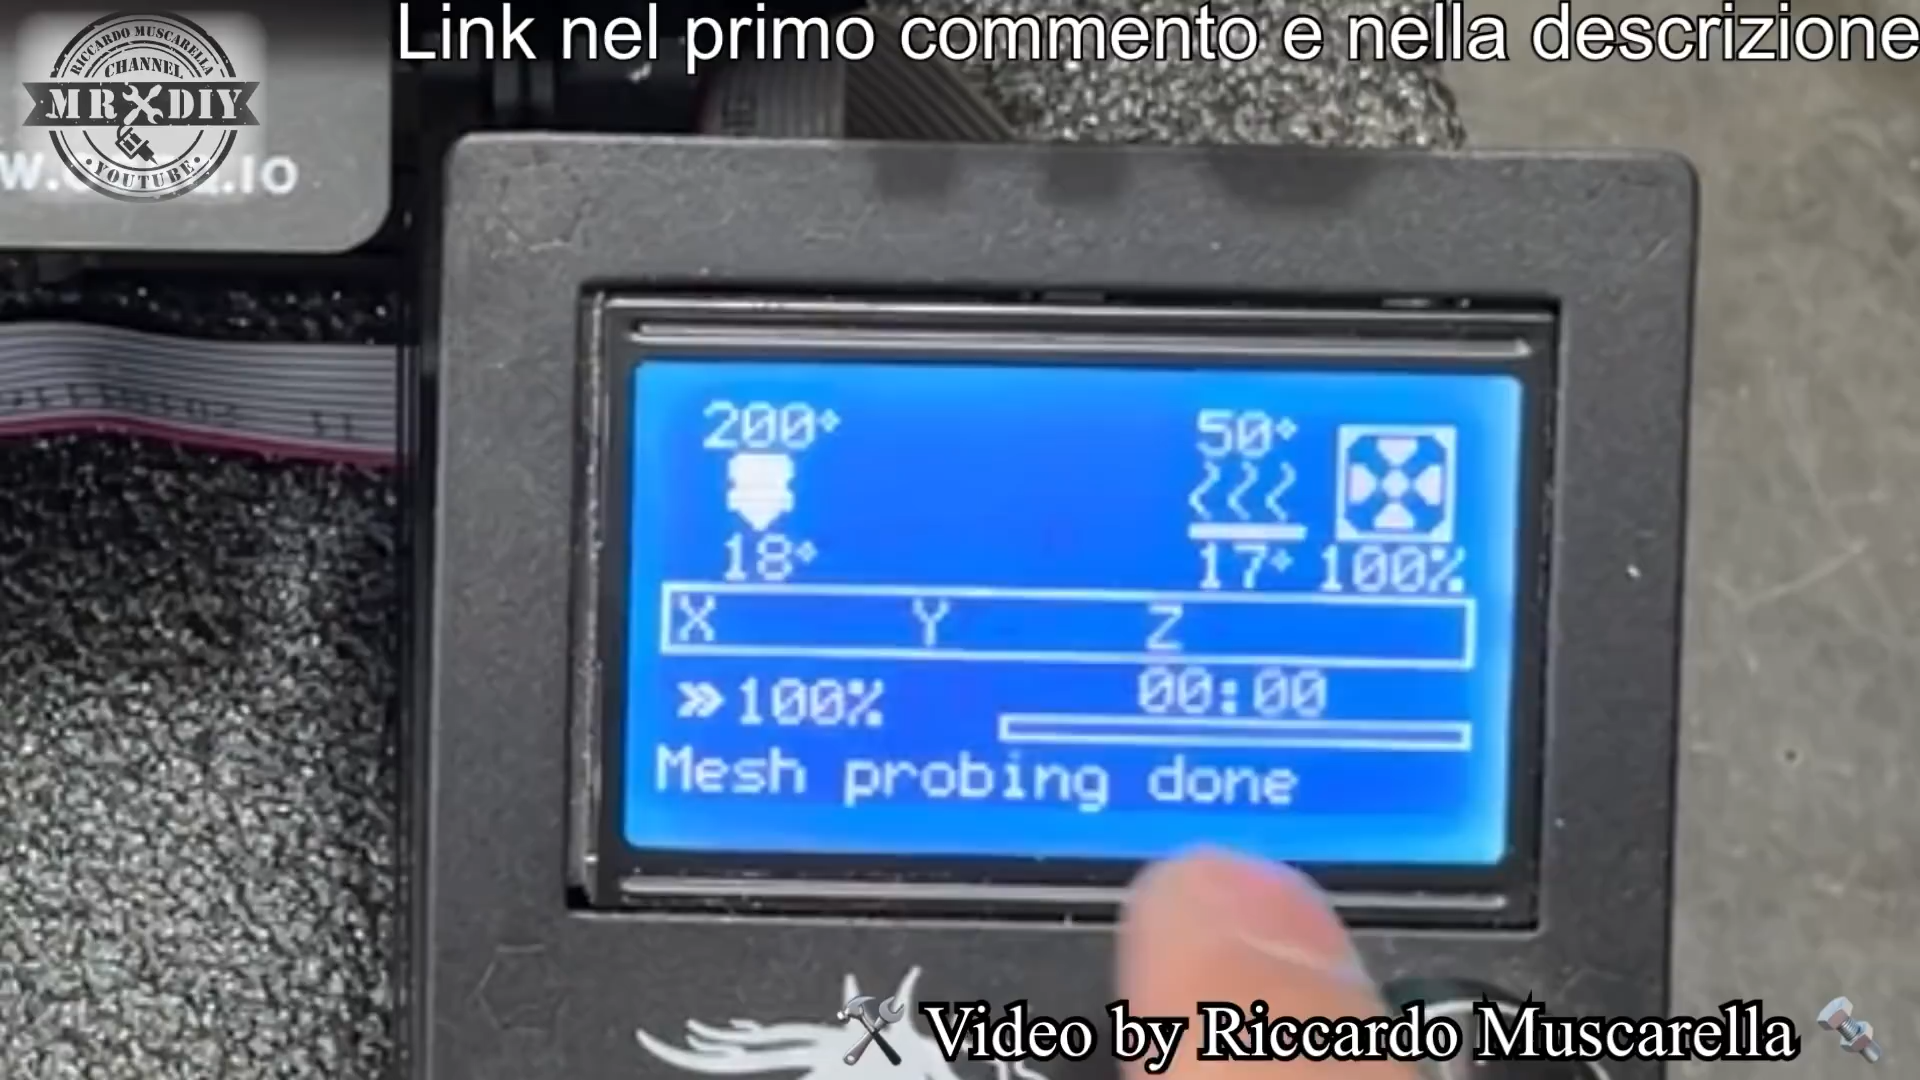 Link nel primo commento e nella descrizione
RICCARDO MUSCARELLA
CHANNEL
MR DIY
YOUTUBE
.io
200°
50°
18°
17° 100%
X Y Z
» 100%
00:00
Mesh probing done
Video by Riccardo Muscarella